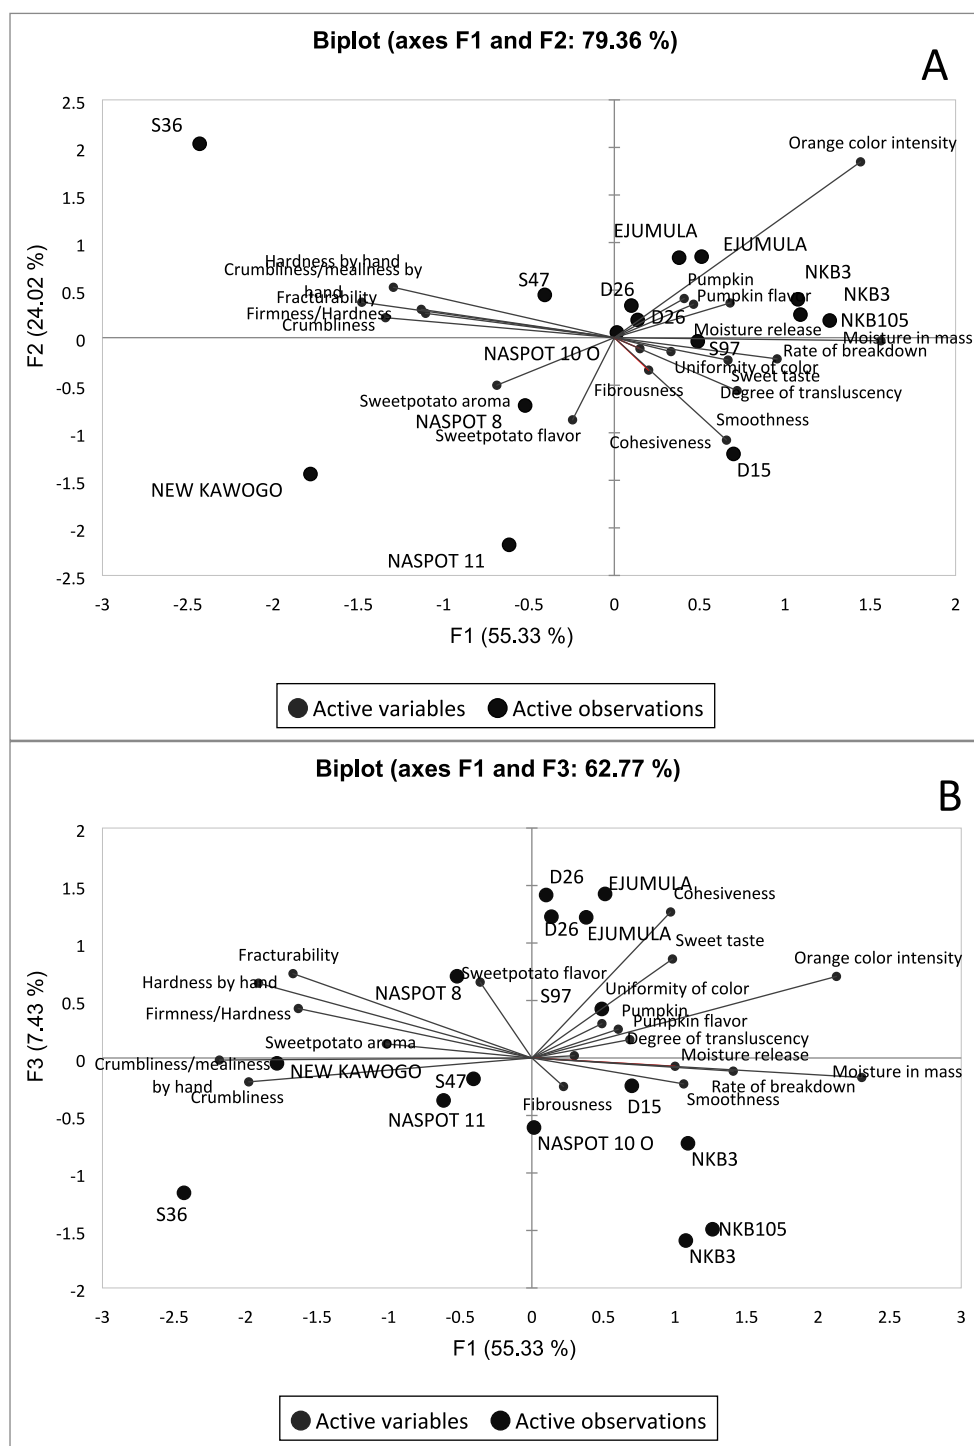 Biplot (axes F1 and F2: 79.36 %)
A
2.5
S36
2
Orange color intensity
1.5
EJUMULA
EJUMULA
1
Hardness by hand
Crumbliness/mealiness by
hand
S47
D26
Pumpkin
NKB3
0.5
Fracturability
Pumpkin flavor
NKB3
Firmness/Hardness
Crumbliness
D26
Moisture release
NKB105
0
Moisture in mass
NASPOT 10 O
S97
Rate of breakdown
Uniformity of color
Sweet taste
-0.5
Fibrousness
Degree of transluscency
Sweetpotato aroma
NASPOT 8
Smoothness
-1
Sweetpotato flavor
Cohesiveness
D15
-1.5
NEW KAWOGO
-2
NASPOT 11
-2.5
F2 (24.02 %)
-3
-2.5
-2
-1.5
-1
-0.5
0
0.5
1
1.5
2
F1 (55.33 %)
Active variables
Active observations
Biplot (axes F1 and F3: 62.77 %)
B
2
D26
EJUMULA
1.5
Cohesiveness
D26
EJUMULA
Sweet taste
1
Fracturability
Orange color intensity
Hardness by hand
NASPOT 8
Sweetpotato flavor
S97
Uniformity of color
0.5
Firmness/Hardness
Pumpkin
Pumpkin flavor
Sweetpotato aroma
Degree of transluscency
0
Moisture release
Crumbliness/mealiness
by hand
NEW KAWOGO
S47
Moisture in mass
Rate of breakdown
Crumbliness
Fibrousness
Smoothness
-0.5
NASPOT 11
D15
NASPOT 10 O
NKB3
-1
S36
-1.5
NKB105
NKB3
-2
F3 (7.43 %)
-3
-2.5
-2
-1.5
-1
-0.5
0
0.5
1
1.5
2
2.5
3
F1 (55.33 %)
Active variables
Active observations